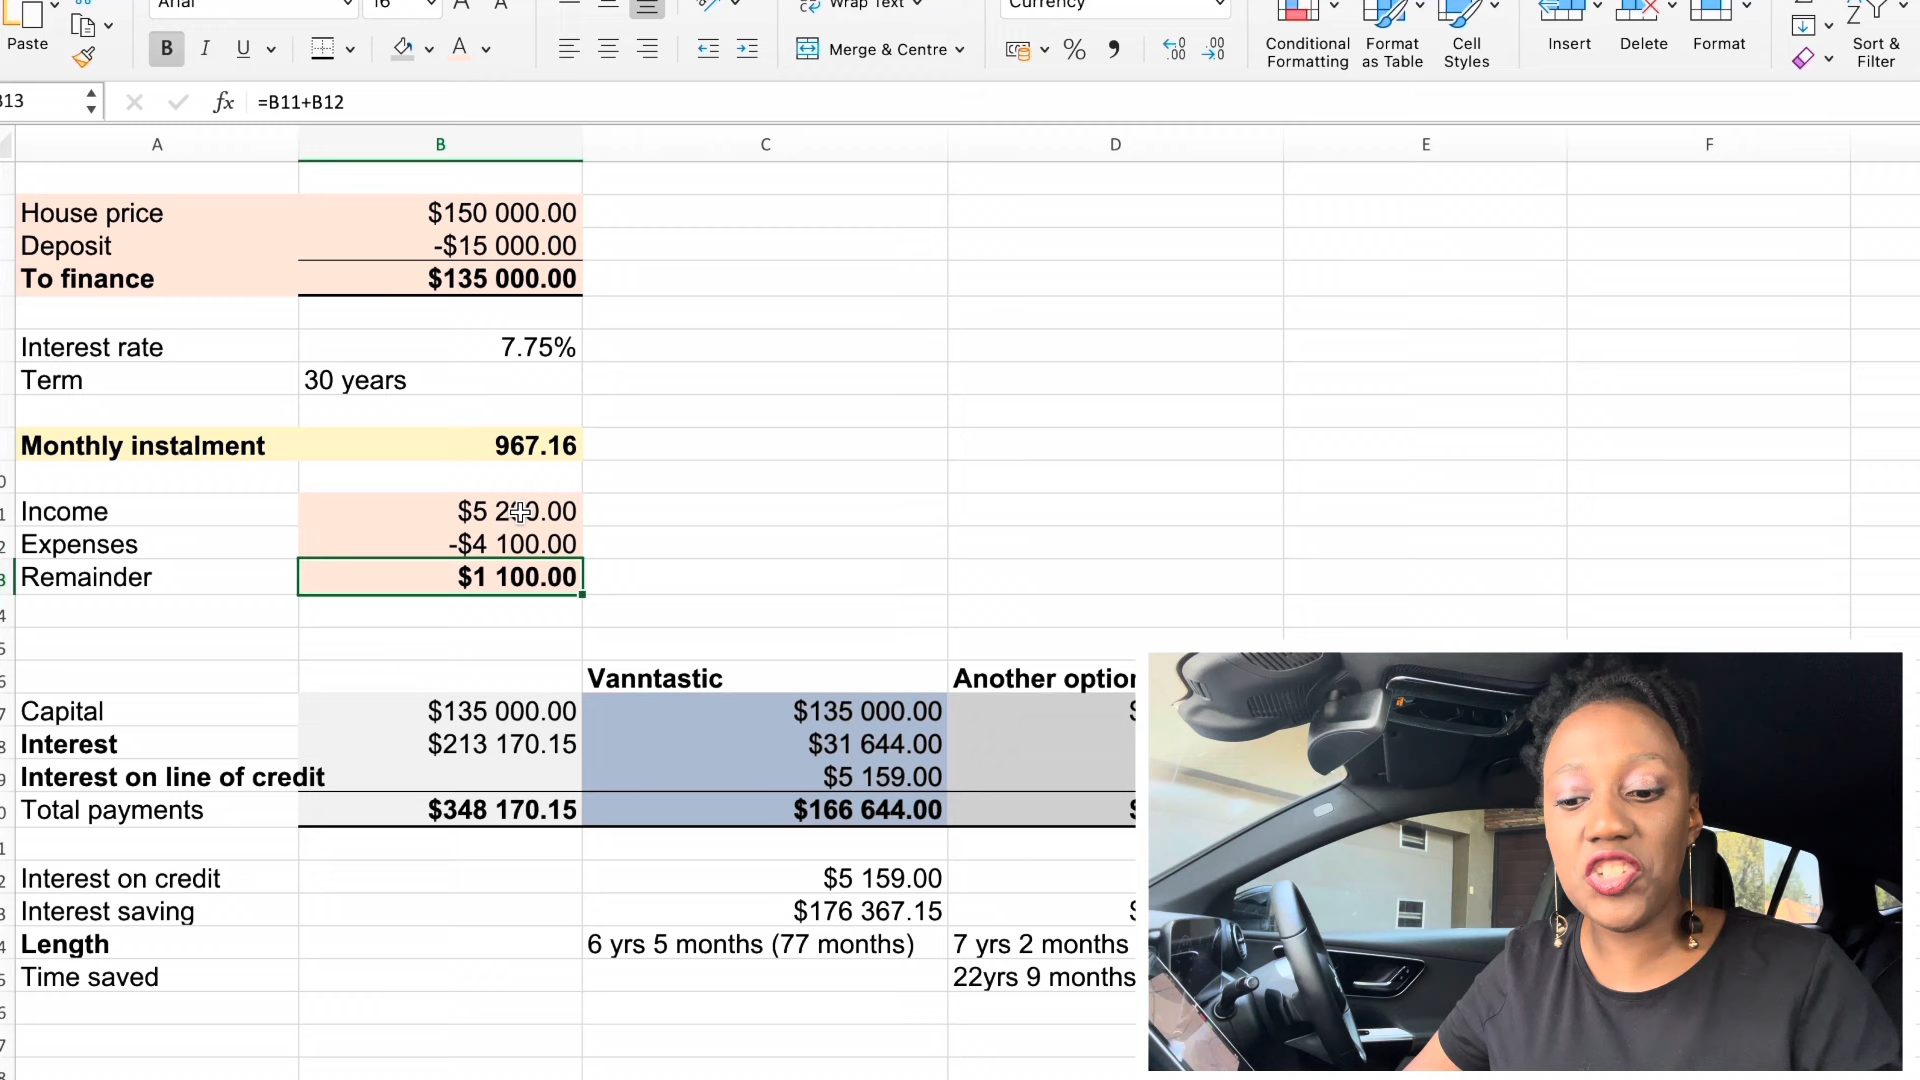 Arial 16 Wrap Text Currency
Paste B I U A Merge & Centre % Conditional Formatting Format as Table Cell Styles Insert Delete Format Sort & Filter
fx =B11+B12
A B C D E F
House price $150 000.00
Deposit -$15 000.00
To finance $135 000.00
Interest rate 7.75%
Term 30 years
Monthly instalment 967.16
Income
Expenses -$4 100.00
Remainder $1 100.00
Vanntastic Another option
Capital $135 000.00 $135 000.00
Interest $213 170.15 $31 644.00
Interest on line of credit $5 159.00
Total payments $348 170.15 $166 644.00
Interest on credit $5 159.00
Interest saving $176 367.15
Length 6 yrs 5 months (77 months) 7 yrs 2 months
Time saved 22yrs 9 months